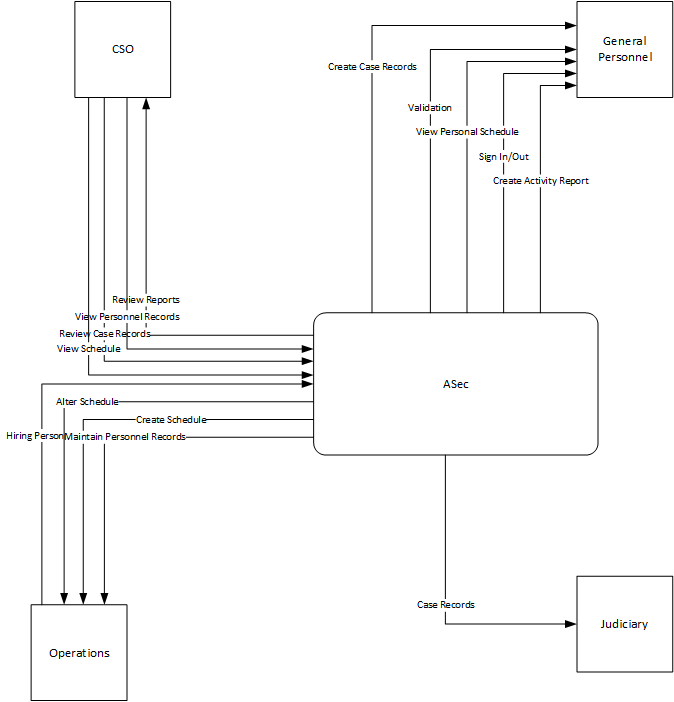 CSO
General
Personnel
Create Case Records
Validation
View Personal Schedule
Sign In/Out
Create Activity Report
Review Reports
View Personnel Records
Review Case Records
View Schedule
ASec
Alter Schedule
Create Schedule
Hiring Person
Maintain Personnel Records
Case Records
Judiciary
Operations